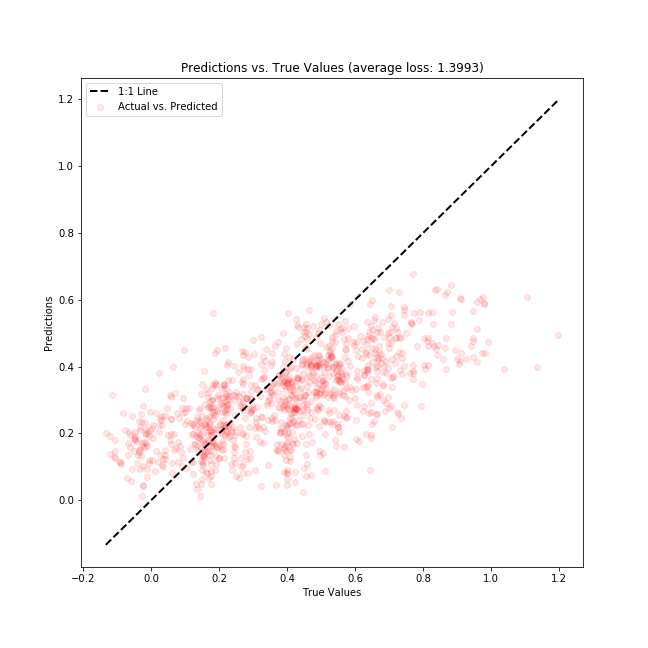 Predictions vs. True Values (average loss: 1.3993)
1:1 Line
Actual vs. Predicted
1.2
1.0
0.8
0.6
0.4
0.2
0.0
Predictions
−0.2 0.0 0.2 0.4 0.6 0.8 1.0 1.2
True Values